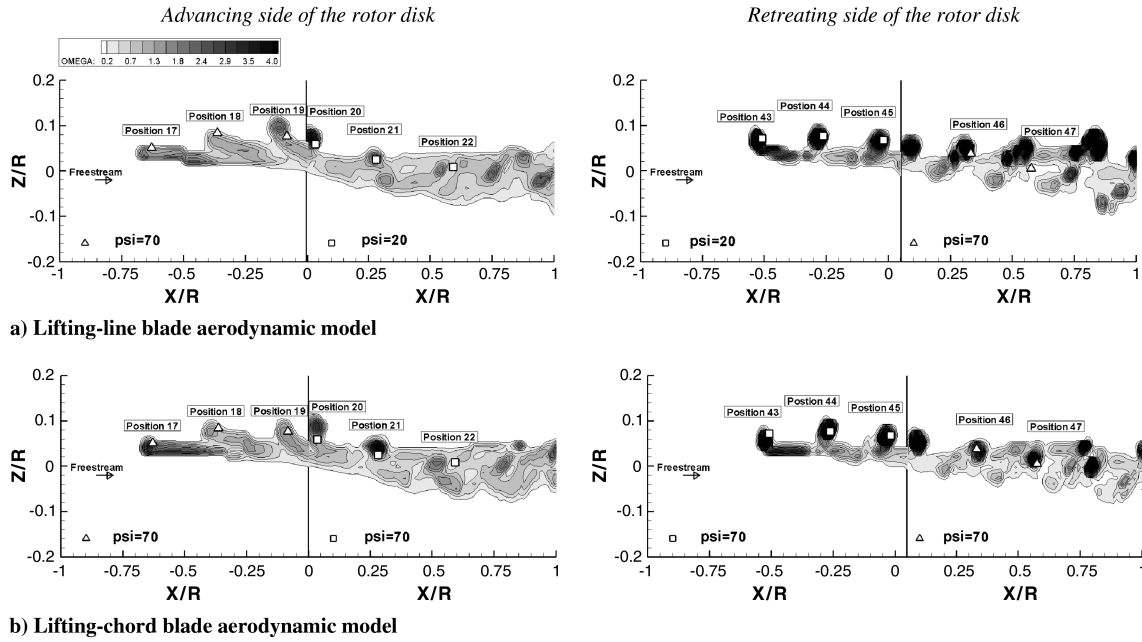 Advancing side of the rotor disk
Retreating side of the rotor disk
OMEGA: 0.2 0.7 1.3 1.8 2.4 2.9 3.5 4.0
0.2
0.1
0
-0.1
-0.2
Z/R
Position 17
Position 18
Position 19
Position 20
Postion 21
Position 22
Freestream
psi=70
psi=20
-1 -0.75 -0.5 -0.25 0 0.25 0.5 0.75 1
X/R
X/R
0.2
0.1
0
-0.1
-0.2
Z/R
Position 43
Postion 44
Postion 45
Position 46
Position 47
Freestream
psi=20
psi=70
-1 -0.75 -0.5 -0.25 0 0.25 0.5 0.75 1
X/R
X/R
a) Lifting-line blade aerodynamic model
0.2
0.1
0
-0.1
-0.2
Z/R
Position 17
Position 18
Position 19
Position 20
Postion 21
Position 22
Freestream
psi=70
psi=70
-1 -0.75 -0.5 -0.25 0 0.25 0.5 0.75 1
X/R
X/R
0.2
0.1
0
-0.1
-0.2
Z/R
Position 43
Postion 44
Postion 45
Position 46
Position 47
Freestream
psi=70
psi=70
-1 -0.75 -0.5 -0.25 0 0.25 0.5 0.75 1
X/R
X/R
b) Lifting-chord blade aerodynamic model